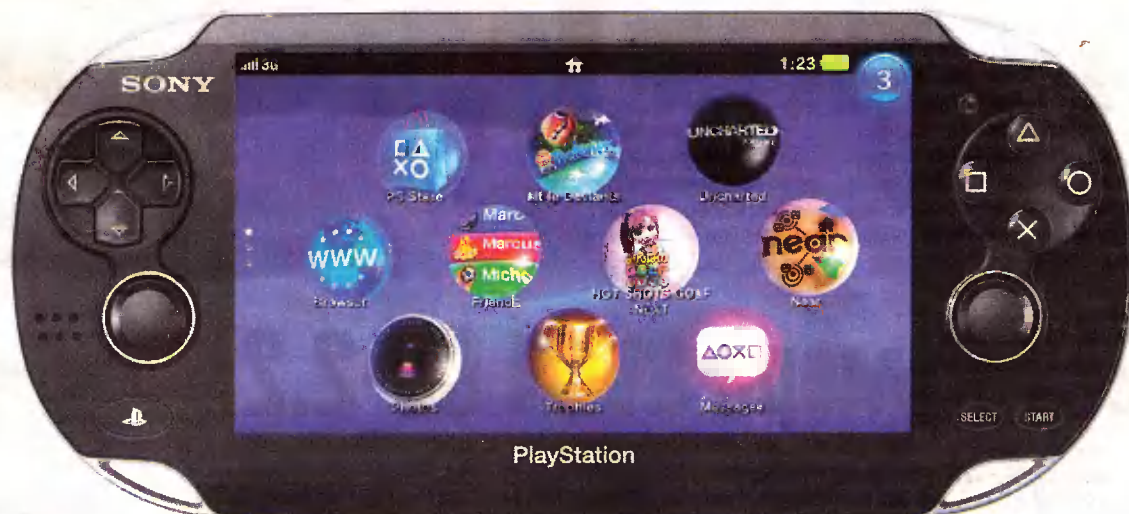 SONY
3G
1:23
3
PS Store
UNCHARTED
Uncharted
WWW
Browser
Marc
Marcus
Miche
Friends
HOT SHOTS GOLF
NEXT
near
Near
Photos
Trophies
Messages
SELECT START
PlayStation